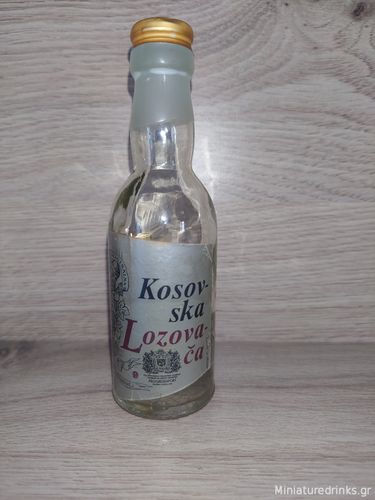 Kosov-
ska
Lozova-
ča
Miniaturedrinks.gr